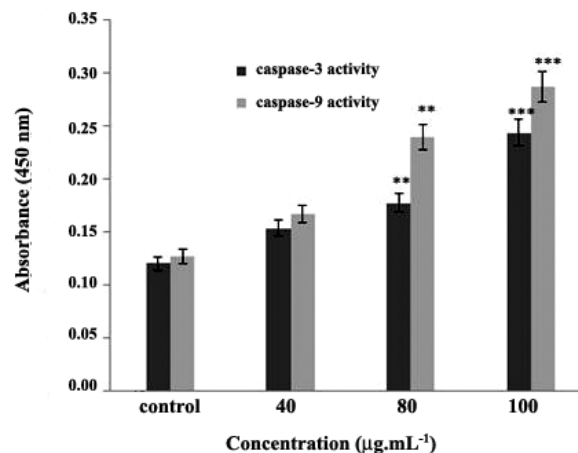 0.35
0.30
0.25
0.20
0.15
0.10
0.05
0.00
Absorbance (450 nm)
caspase-3 activity
caspase-9 activity
**
**
***
***
control 40 80 100
Concentration (µg.mL⁻¹)